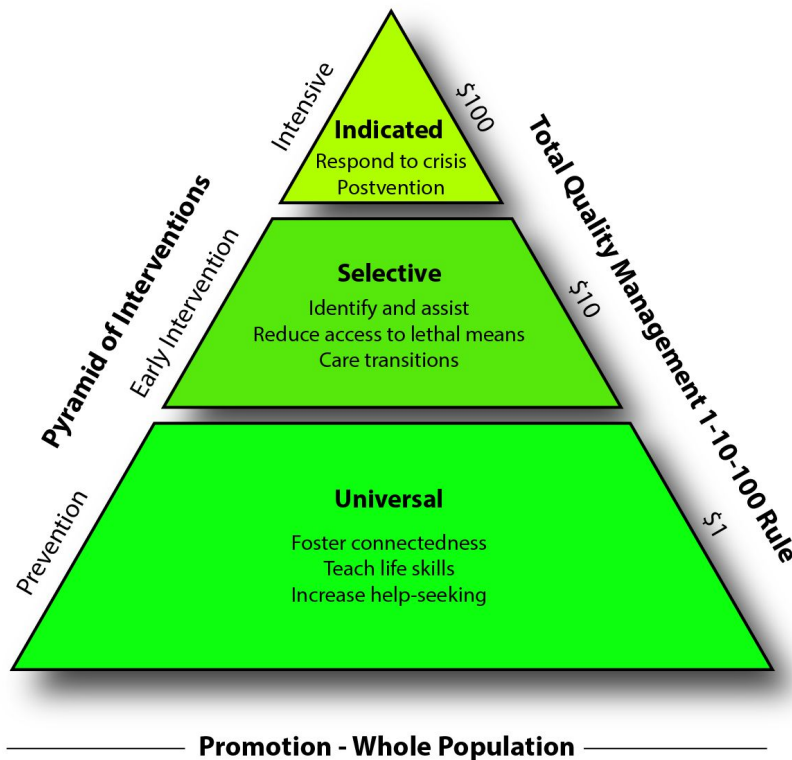 Pyramid of Interventions
Total Quality Management 1-10-100 Rule
Intensive
$100
Indicated
Respond to crisis
Postvention
Early Intervention
$10
Selective
Identify and assist
Reduce access to lethal means
Care transitions
Prevention
$1
Universal
Foster connectedness
Teach life skills
Increase help-seeking
Promotion - Whole Population